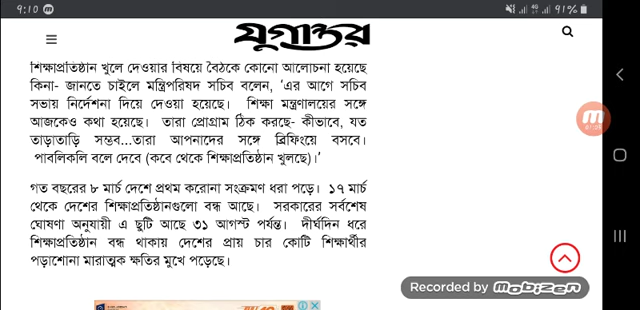 9:10
91%
যুগান্তর
শিক্ষাপ্রতিষ্ঠান খুলে দেওয়ার বিষয়ে বৈঠকে কোনো আলোচনা হয়েছে
কিনা- জানতে চাইলে মন্ত্রিপরিষদ সচিব বলেন, 'এর আগে সচিব
সভায় নির্দেশনা দিয়ে দেওয়া হয়েছে। শিক্ষা মন্ত্রণালয়ের সঙ্গে
আজকেও কথা হয়েছে। তারা প্রোগ্রাম ঠিক করছে- কীভাবে, যত
তাড়াতাড়ি সম্ভব...তারা আপনাদের সঙ্গে ব্রিফিংয়ে বসবে।
পাবলিকলি বলে দেবে (কবে থেকে শিক্ষাপ্রতিষ্ঠান খুলছে)।'
গত বছরের ৮ মার্চ দেশে প্রথম করোনা সংক্রমণ ধরা পড়ে। ১৭ মার্চ
থেকে দেশের শিক্ষাপ্রতিষ্ঠানগুলো বন্ধ আছে। সরকারের সর্বশেষ
ঘোষণা অনুযায়ী এ ছুটি আছে ৩১ আগস্ট পর্যন্ত। দীর্ঘদিন ধরে
শিক্ষাপ্রতিষ্ঠান বন্ধ থাকায় দেশের প্রায় চার কোটি শিক্ষার্থীর
পড়াশোনা মারাত্মক ক্ষতির মুখে পড়েছে।
Recorded by Mobizen